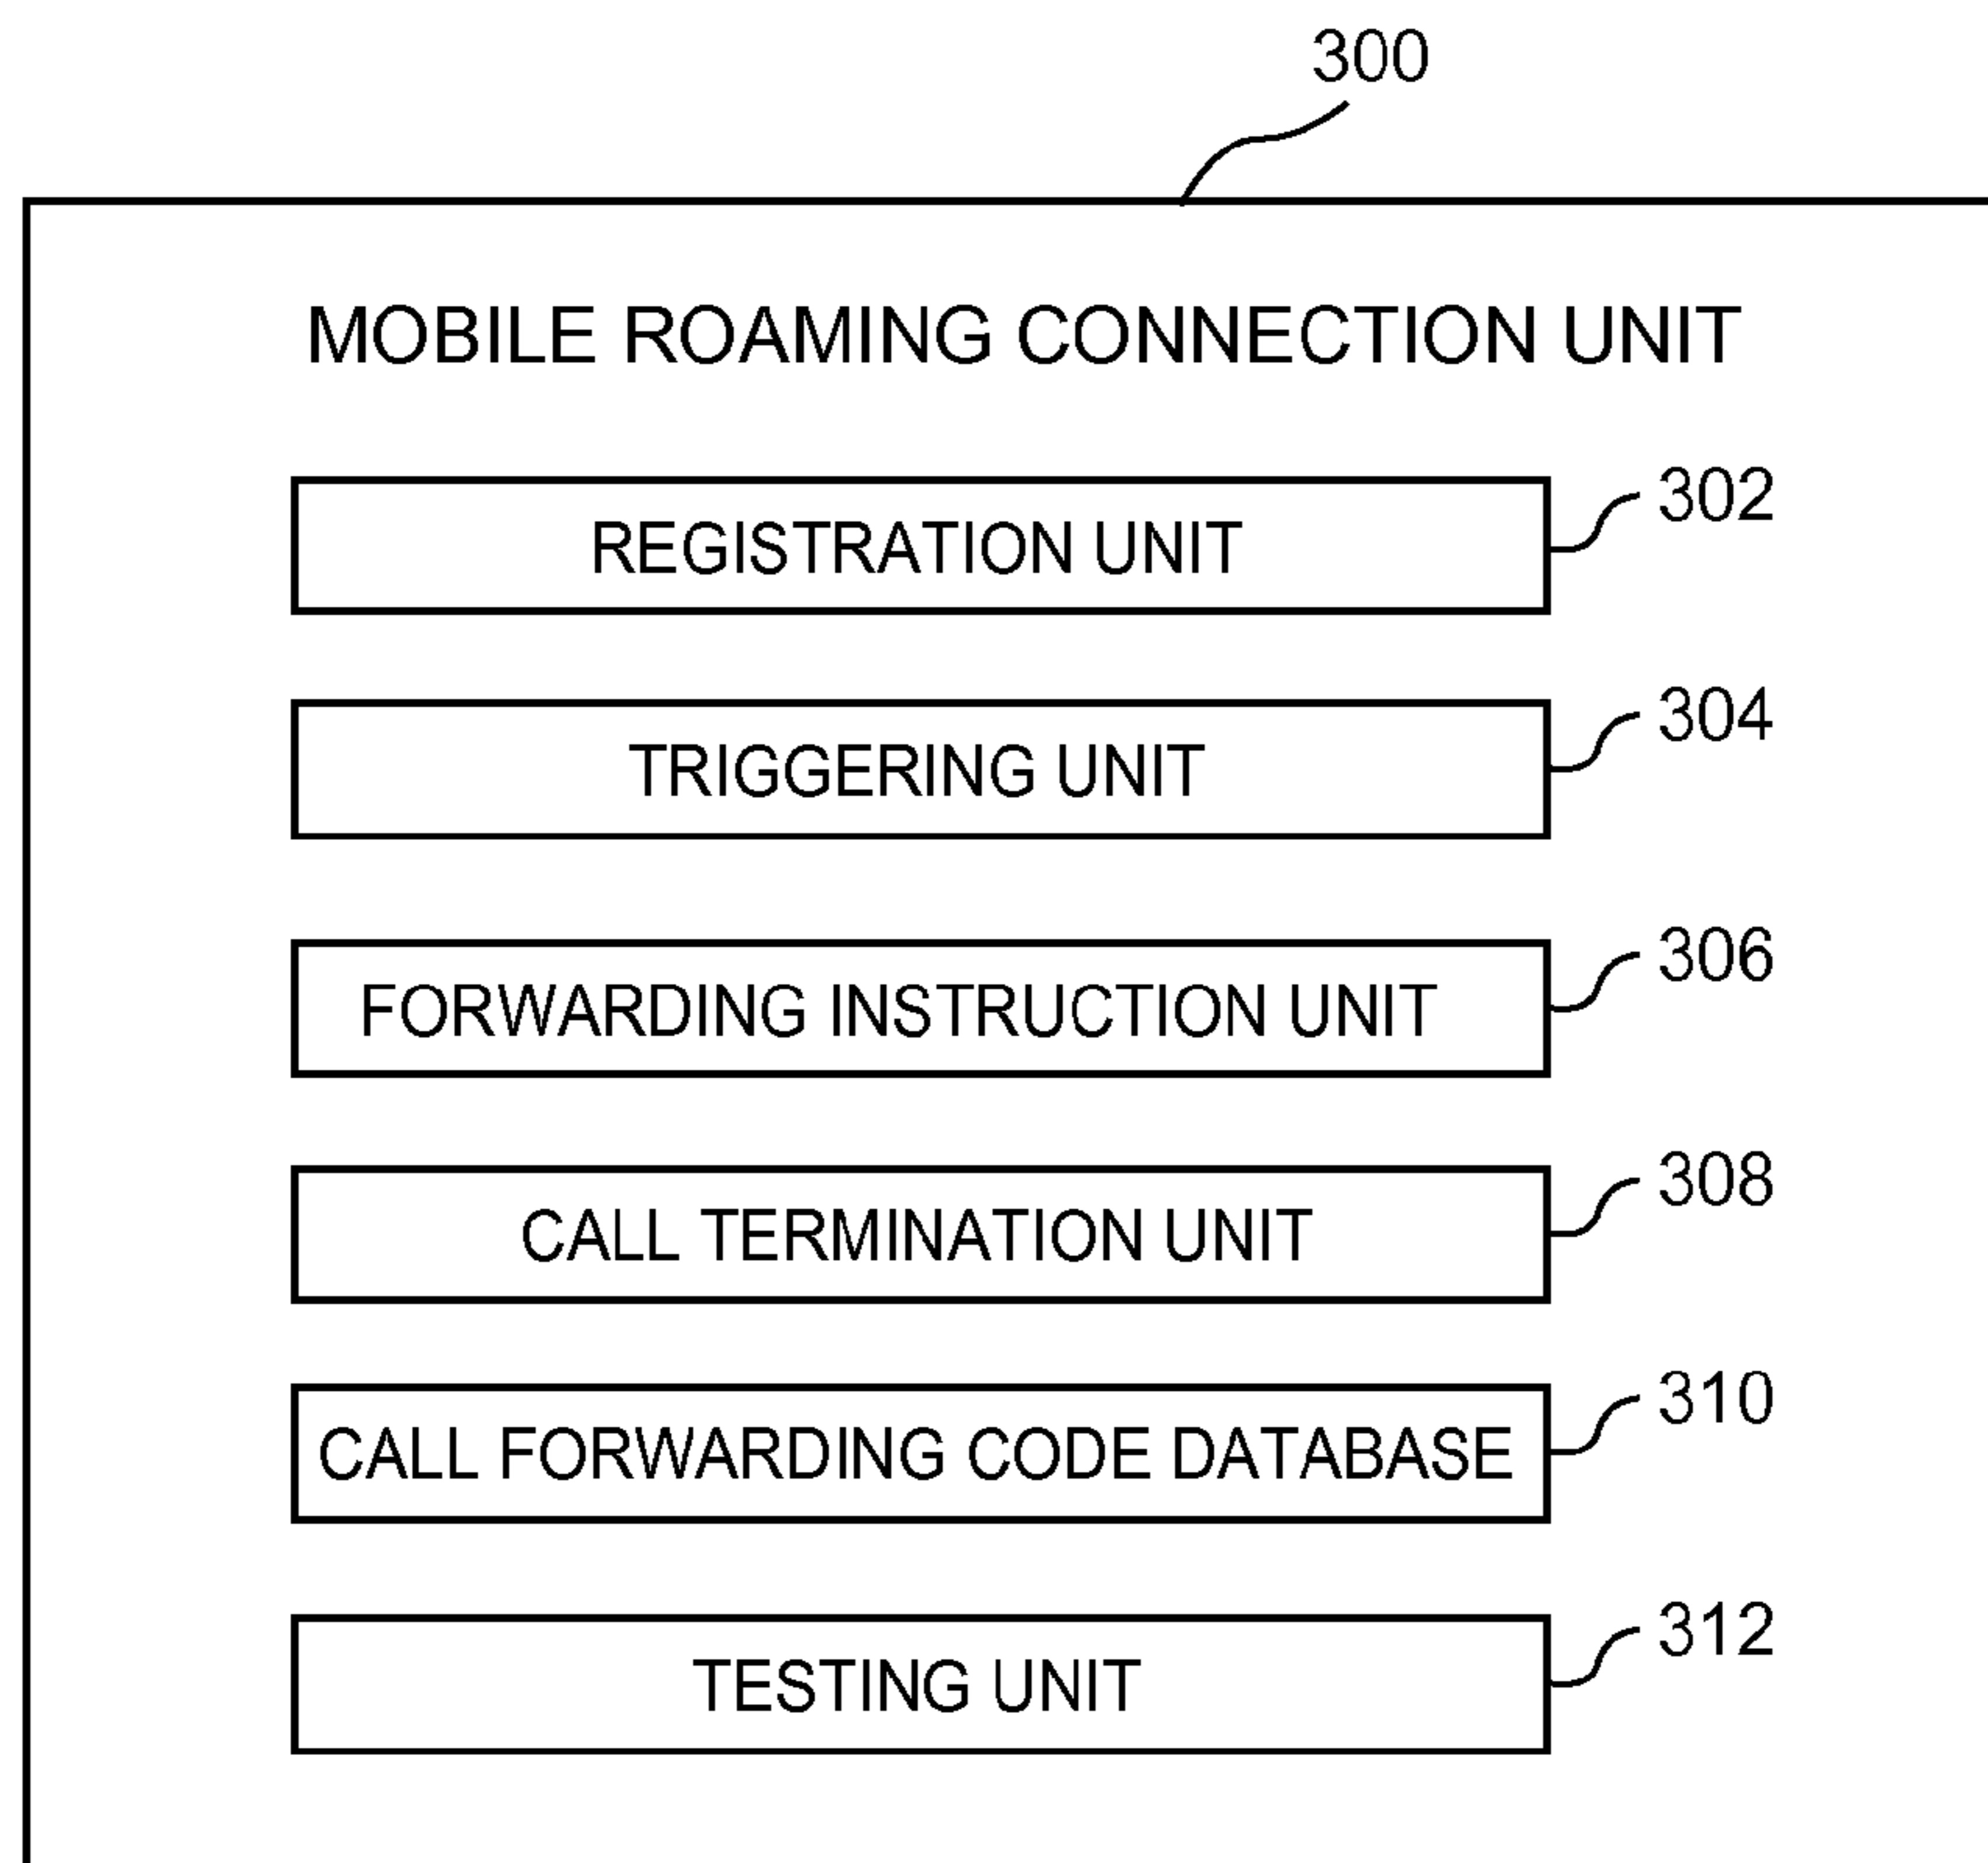 300
MOBILE ROAMING CONNECTION UNIT
REGISTRATION UNIT 302
TRIGGERING UNIT 304
FORWARDING INSTRUCTION UNIT 306
CALL TERMINATION UNIT 308
CALL FORWARDING CODE DATABASE 310
TESTING UNIT 312